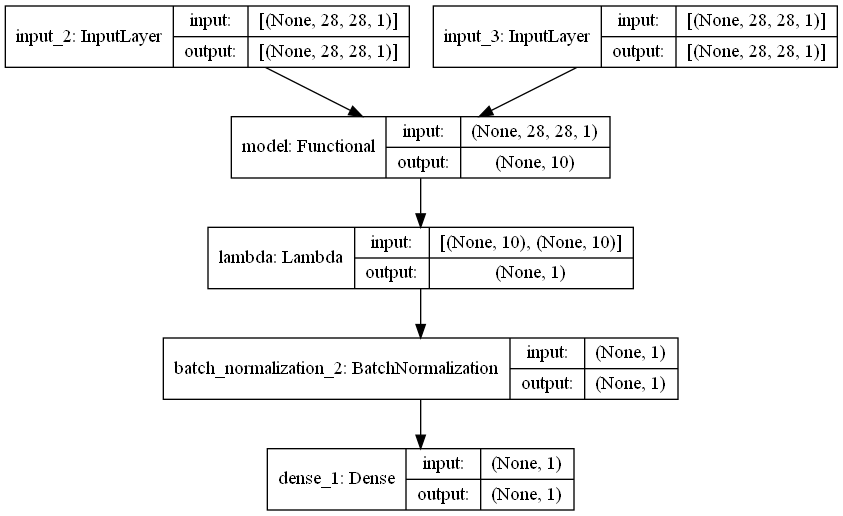 input_2: InputLayer
input: [(None, 28, 28, 1)]
output: [(None, 28, 28, 1)]
input_3: InputLayer
input: [(None, 28, 28, 1)]
output: [(None, 28, 28, 1)]
model: Functional
input: (None, 28, 28, 1)
output: (None, 10)
lambda: Lambda
input: [(None, 10), (None, 10)]
output: (None, 1)
batch_normalization_2: BatchNormalization
input: (None, 1)
output: (None, 1)
dense_1: Dense
input: (None, 1)
output: (None, 1)